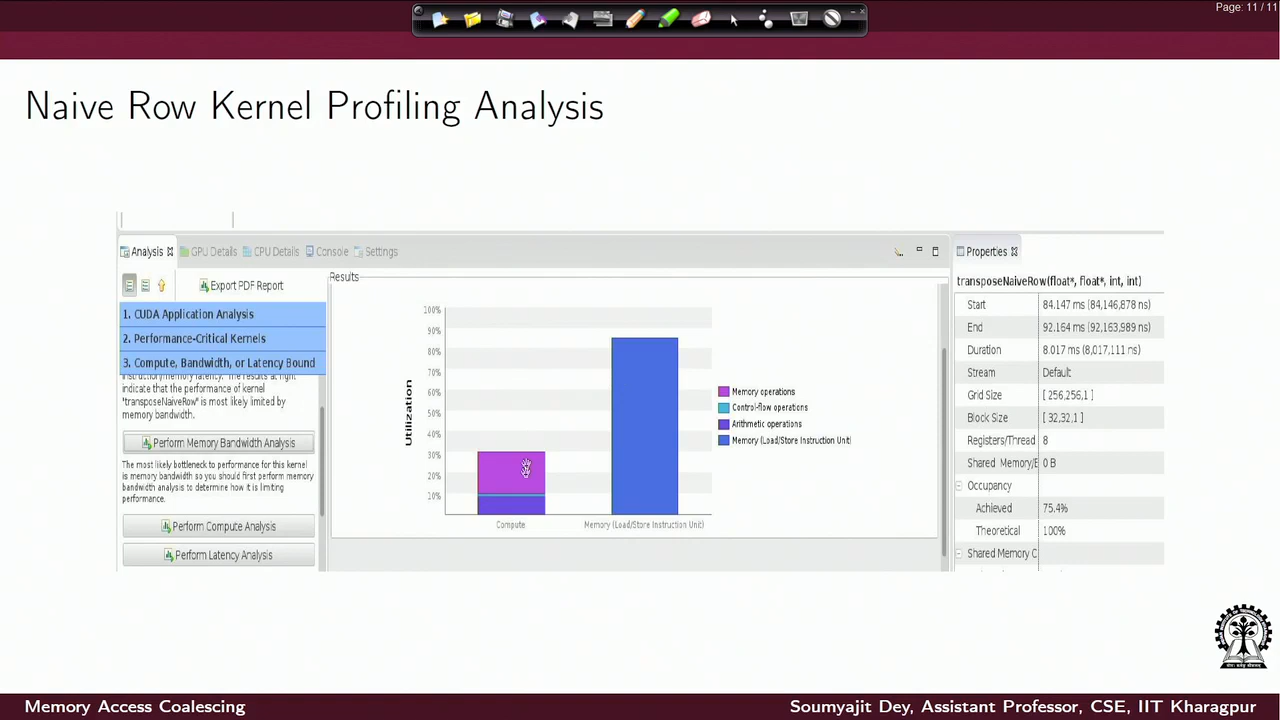 Page: 11 / 11
Naive Row Kernel Profiling Analysis
Analysis GPU Details CPU Details Console Settings
Properties
Export PDF Report
Results
1. CUDA Application Analysis
2. Performance-Critical Kernels
3. Compute, Bandwidth, or Latency Bound
indicate that the performance of kernel
"transposeNaiveRow" is most likely limited by
memory bandwidth.
Perform Memory Bandwidth Analysis
The most likely bottleneck to performance for this kernel
is memory bandwidth so you should first perform memory
bandwidth analysis to determine how it is limiting
performance.
Perform Compute Analysis
Perform Latency Analysis
Utilization
100%
90%
80%
70%
60%
50%
40%
30%
20%
10%
Compute
Memory (Load/Store Instruction Unit)
Memory operations
Control-flow operations
Arithmetic operations
Memory (Load/Store Instruction Unit)
transposeNaiveRow(float*, float*, int, int)
Start 84.147 ms (84,146,878 ns)
End 92.164 ms (92,163,989 ns)
Duration 8.017 ms (8,017,111 ns)
Stream Default
Grid Size [ 256,256,1 ]
Block Size [ 32,32,1 ]
Registers/Thread 8
Shared Memory/E 0 B
Occupancy
Achieved 75.4%
Theoretical 100%
Shared Memory C
Memory Access Coalescing
Soumyajit Dey, Assistant Professor, CSE, IIT Kharagpur